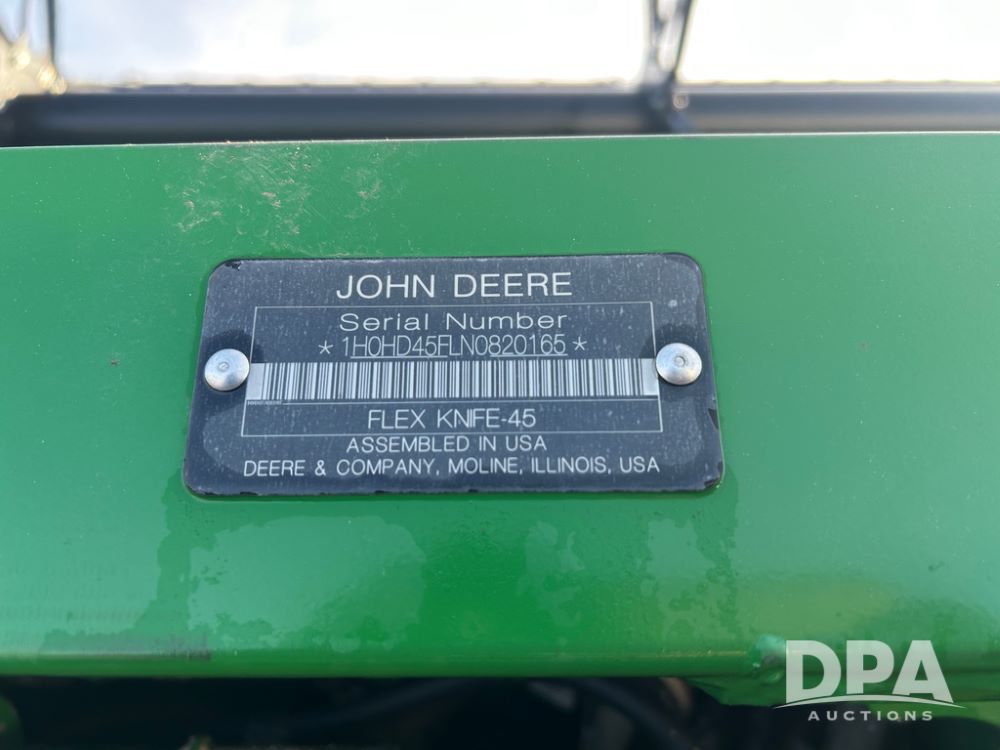 JOHN DEERE
Serial Number
*1H0HD45FLN0820165*
FLEX KNIFE-45
ASSEMBLED IN USA
DEERE & COMPANY, MOLINE, ILLINOIS, USA
DPA
AUCTIONS